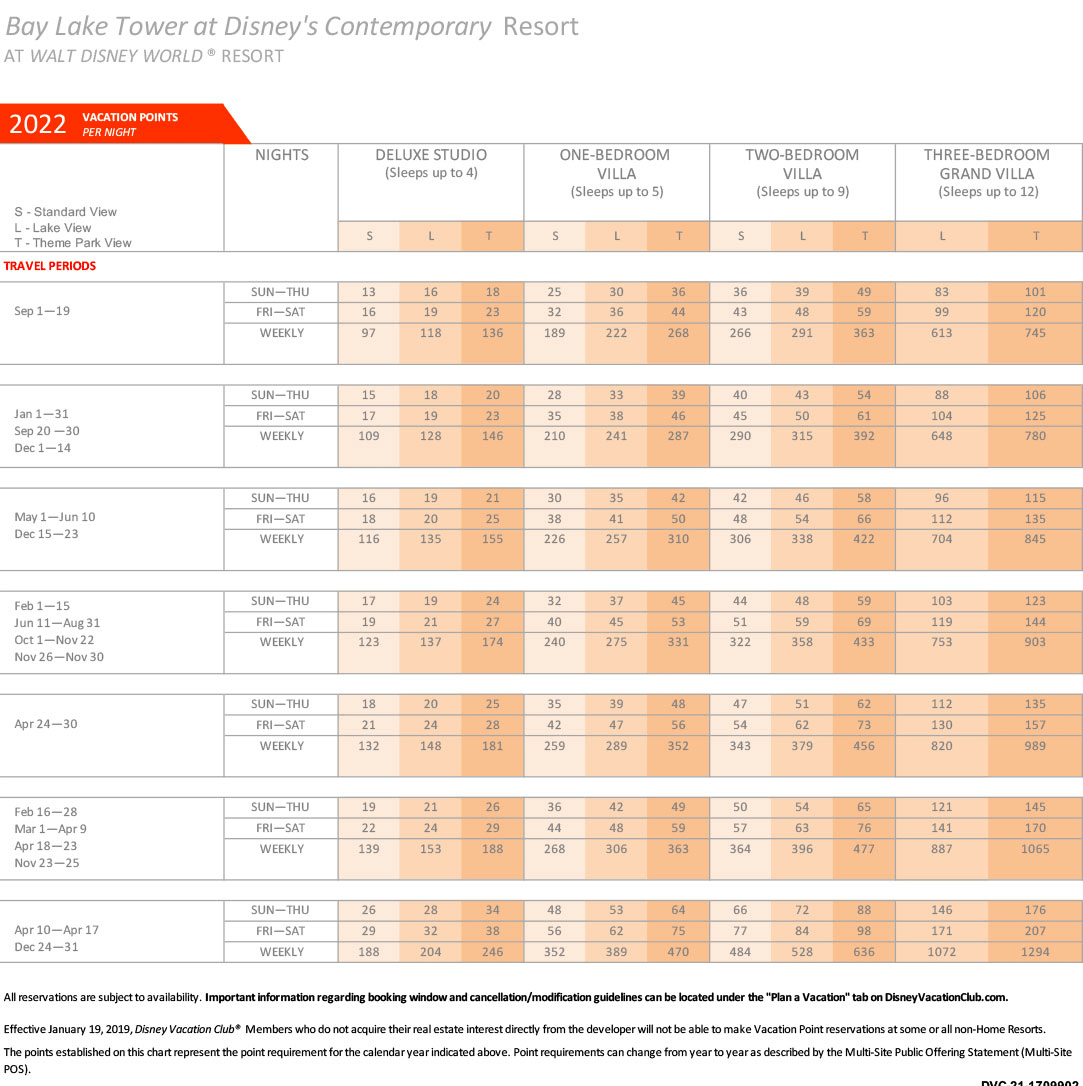 Bay Lake Tower at Disney's Contemporary Resort
AT WALT DISNEY WORLD ® RESORT
2022 VACATION POINTS
PER NIGHT
NIGHTS DELUXE STUDIO ONE-BEDROOM TWO-BEDROOM THREE-BEDROOM
(Sleeps up to 4) VILLA VILLA GRAND VILLA
(Sleeps up to 5) (Sleeps up to 9) (Sleeps up to 12)
S - Standard View
L - Lake View
T - Theme Park View
S L T S L T S L T L T
TRAVEL PERIODS
SUN—THU 13 16 18 25 30 36 36 39 49 83 101
Sep 1—19 FRI—SAT 16 19 23 32 36 44 43 48 59 99 120
WEEKLY 97 118 136 189 222 268 266 291 363 613 745
SUN—THU 15 18 20 28 33 39 40 43 54 88 106
Jan 1—31 FRI—SAT 17 19 23 35 38 46 45 50 61 104 125
Sep 20 —30 WEEKLY 109 128 146 210 241 287 290 315 392 648 780
Dec 1—14
SUN—THU 16 19 21 30 35 42 42 46 58 96 115
May 1—Jun 10 FRI—SAT 18 20 25 38 41 50 48 54 66 112 135
Dec 15—23 WEEKLY 116 135 155 226 257 310 306 338 422 704 845
Feb 1—15 SUN—THU 17 19 24 32 37 45 44 48 59 103 123
Jun 11—Aug 31 FRI—SAT 19 21 27 40 45 53 51 59 69 119 144
Oct 1—Nov 22 WEEKLY 123 137 174 240 275 331 322 358 433 753 903
Nov 26—Nov 30
SUN—THU 18 20 25 35 39 48 47 51 62 112 135
Apr 24—30 FRI—SAT 21 24 28 42 47 56 54 62 73 130 157
WEEKLY 132 148 181 259 289 352 343 379 456 820 989
Feb 16—28 SUN—THU 19 21 26 36 42 49 50 54 65 121 145
Mar 1—Apr 9 FRI—SAT 22 24 29 44 48 59 57 63 76 141 170
Apr 18—23 WEEKLY 139 153 188 268 306 363 364 396 477 887 1065
Nov 23—25
SUN—THU 26 28 34 48 53 64 66 72 88 146 176
Apr 10—Apr 17 FRI—SAT 29 32 38 56 62 75 77 84 98 171 207
Dec 24—31 WEEKLY 188 204 246 352 389 470 484 528 636 1072 1294
All reservations are subject to availability. Important information regarding booking window and cancellation/modification guidelines can be located under the "Plan a Vacation" tab on DisneyVacationClub.com.
Effective January 19, 2019, Disney Vacation Club® Members who do not acquire their real estate interest directly from the developer will not be able to make Vacation Point reservations at some or all non-Home Resorts.
The points established on this chart represent the point requirement for the calendar year indicated above. Point requirements can change from year to year as described by the Multi-Site Public Offering Statement (Multi-Site
POS).